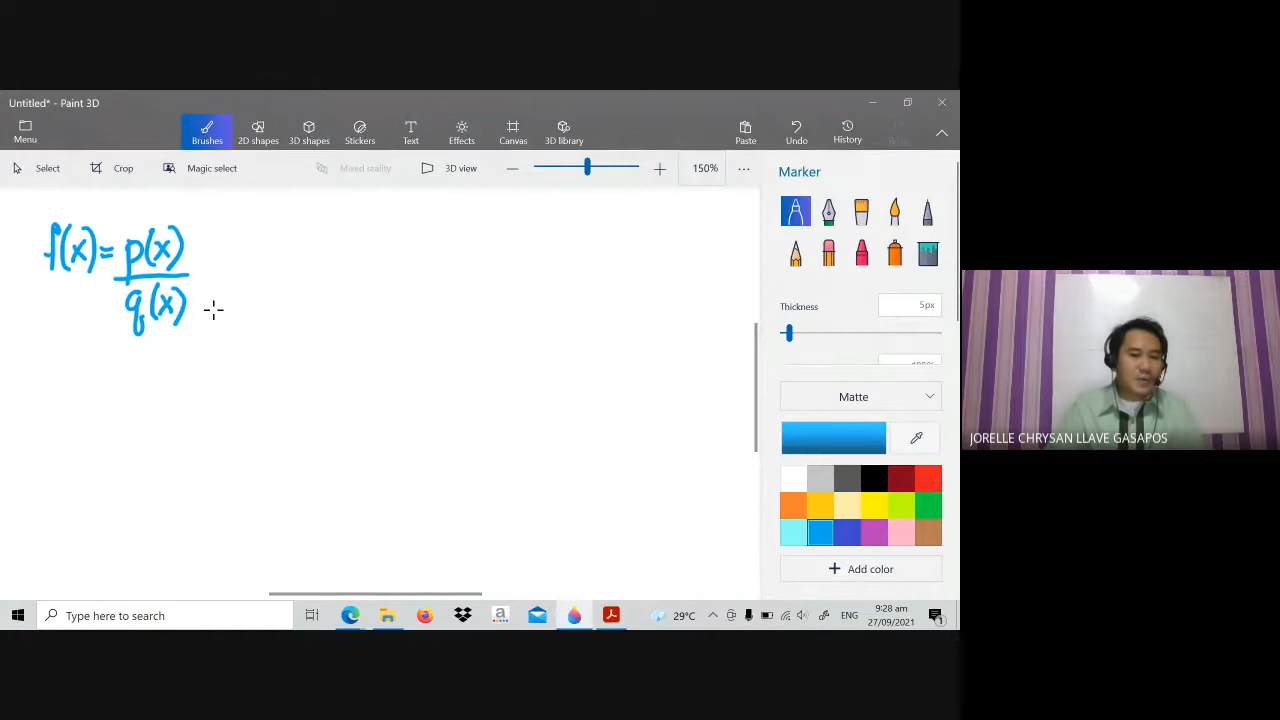 Untitled* - Paint 3D
Menu
Brushes
2D shapes
3D shapes
Stickers
Text
Effects
Canvas
3D library
Paste
Undo
History
Select
Crop
Magic select
Mixed reality
3D view
150%
Marker
f(x) = p(x)
q(x)
Thickness
5px
Matte
JORELLE CHRYSAN LLAVE GASAPOS
Add color
Type here to search
a
29°C
ENG
9:28 am
27/09/2021